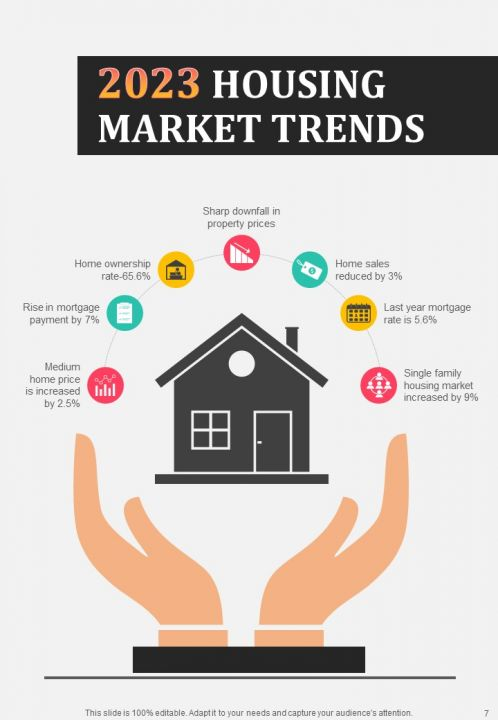 2023 HOUSING
MARKET TRENDS
Sharp downfall in
property prices
Home ownership
rate-65.6%
Home sales
reduced by 3%
Rise in mortgage
payment by 7%
Last year mortgage
rate is 5.6%
Medium
home price
is increased
by 2.5%
Single family
housing market
increased by 9%
This slide is 100% editable. Adapt it to your needs and capture your audience's attention.
7